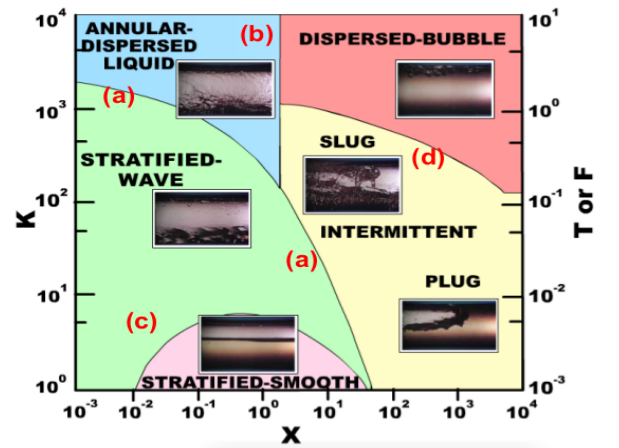 10⁴
10³
10²
10¹
10⁰
K
ANNULAR-
DISPERSED
LIQUID
(b)
DISPERSED-BUBBLE
(a)
STRATIFIED-
WAVE
SLUG
(d)
INTERMITTENT
(a)
PLUG
(c)
STRATIFIED-SMOOTH
10¹
10⁰
10⁻¹
10⁻²
10⁻³
T or F
10⁻³ 10⁻² 10⁻¹ 10⁰ 10¹ 10² 10³ 10⁴
X